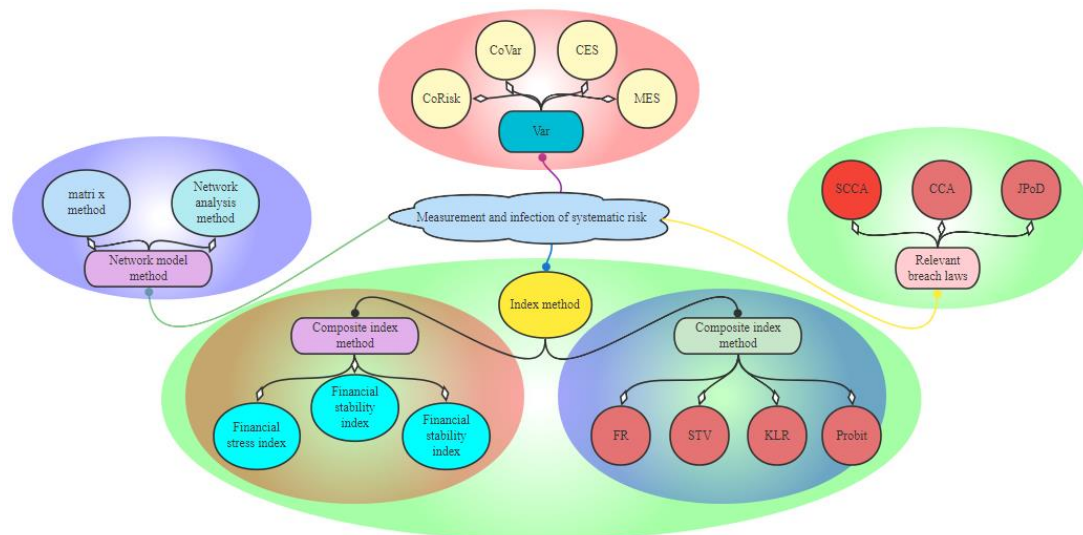 CoVar
CES
CoRisk
MES
Var
matri x
method
Network
analysis
method
Network model
method
Measurement and infection of systematic risk
SCCA
CCA
JPoD
Relevant
breach laws
Index method
Composite index
method
Financial
stress index
Financial
stability
index
Financial
stability
index
Composite index
method
FR
STV
KLR
Probit